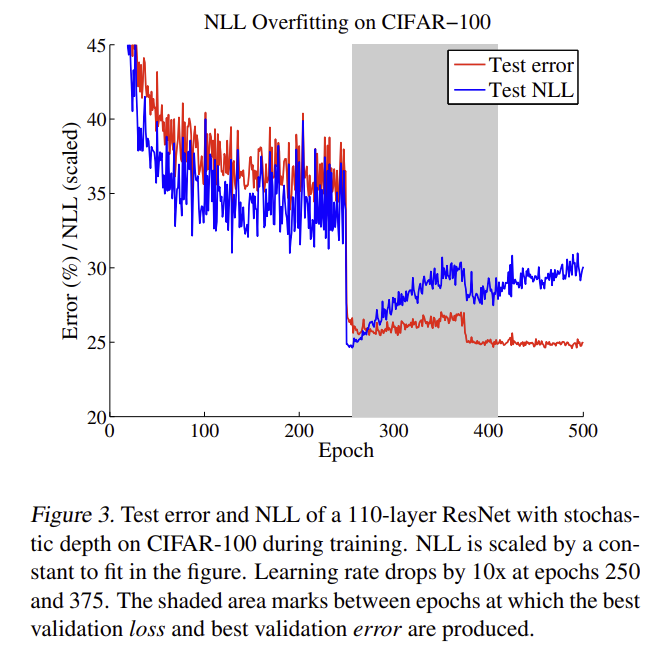 NLL Overfitting on CIFAR−100
45
40
35
30
25
20
Error (%) / NLL (scaled)
Test error
Test NLL
0
100
200
300
400
500
Epoch
Figure 3. Test error and NLL of a 110-layer ResNet with stochas-
tic depth on CIFAR-100 during training. NLL is scaled by a con-
stant to fit in the figure. Learning rate drops by 10x at epochs 250
and 375. The shaded area marks between epochs at which the best
validation loss and best validation error are produced.